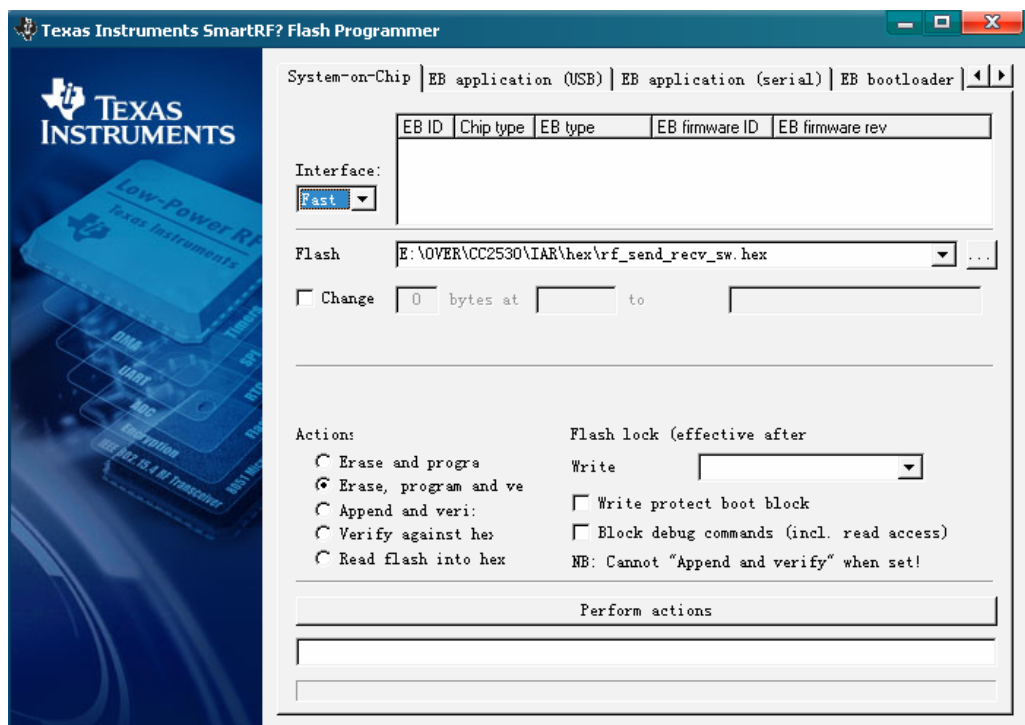 Texas Instruments SmartRF? Flash Programmer
TEXAS
INSTRUMENTS
Low-Power RF
Texas Instruments
Timers
DMA
SPI
UART
RTC
ADC
Encryption
IEEE 802.15.4 RF Transceiver
System-on-Chip EB application (USB) EB application (serial) EB bootloader
EB ID Chip type EB type EB firmware ID EB firmware rev
Interface:
Fast
Flash E:\OVER\CC2530\IAR\hex\rf_send_recv_sw.hex ...
Change 0 bytes at to
Action: Flash lock (effective after
Erase and progra Write
Erase, program and ve
Append and veri: Write protect boot block
Verify against he Block debug commands (incl. read access)
Read flash into hex NB: Cannot "Append and verify" when set!
Perform actions